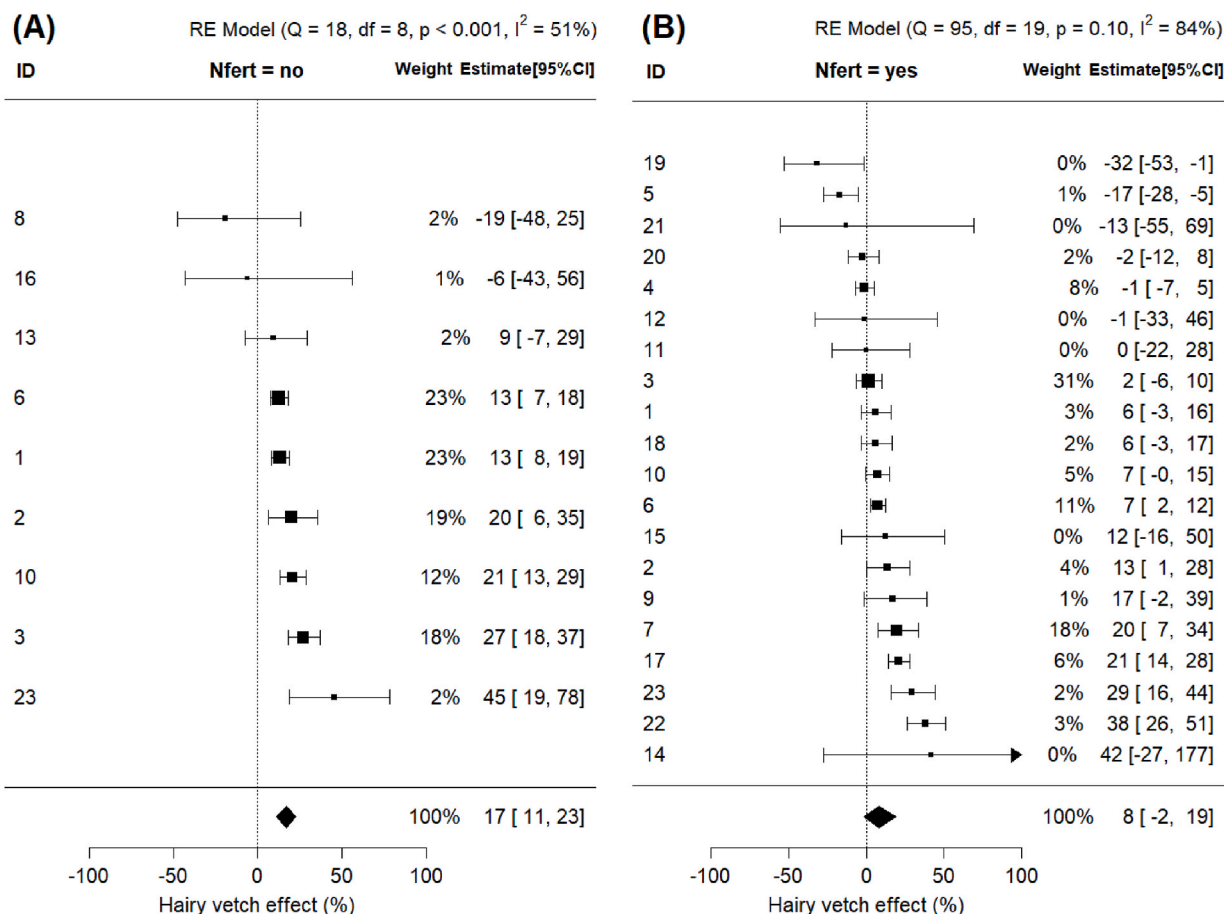 (A)
RE Model (Q = 18, df = 8, p < 0.001, I² = 51%)
ID Nfert = no Weight Estimate[95%CI]
8 2% -19 [-48, 25]
16 1% -6 [-43, 56]
13 2% 9 [ -7, 29]
6 23% 13 [ 7, 18]
1 23% 13 [ 8, 19]
2 19% 20 [ 6, 35]
10 12% 21 [ 13, 29]
3 18% 27 [ 18, 37]
23 2% 45 [ 19, 78]
100% 17 [ 11, 23]
-100 -50 0 50 100
Hairy vetch effect (%)
(B)
RE Model (Q = 95, df = 19, p = 0.10, I² = 84%)
ID Nfert = yes Weight Estimate[95%CI]
19 0% -32 [-53, -1]
5 1% -17 [-28, -5]
21 0% -13 [-55, 69]
20 2% -2 [-12, 8]
4 8% -1 [ -7, 5]
12 0% -1 [-33, 46]
11 0% 0 [-22, 28]
3 31% 2 [ -6, 10]
1 3% 6 [ -3, 16]
18 2% 6 [ -3, 17]
10 5% 7 [ -0, 15]
6 11% 7 [ 2, 12]
15 0% 12 [-16, 50]
2 4% 13 [ 1, 28]
9 1% 17 [ -2, 39]
7 18% 20 [ 7, 34]
17 6% 21 [ 14, 28]
23 2% 29 [ 16, 44]
22 3% 38 [ 26, 51]
14 0% 42 [-27, 177]
100% 8 [ -2, 19]
-100 -50 0 50 100
Hairy vetch effect (%)